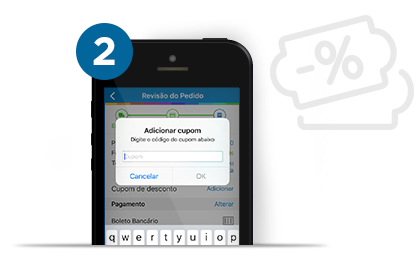 2
-%
Revisão do Pedido
Adicionar cupom
Digite o código do cupom abaixo
Cupom
Cancelar OK
Cupom de desconto Adicionar
Pagamento Alterar
Boleto Bancário
q w e r t y u i o p